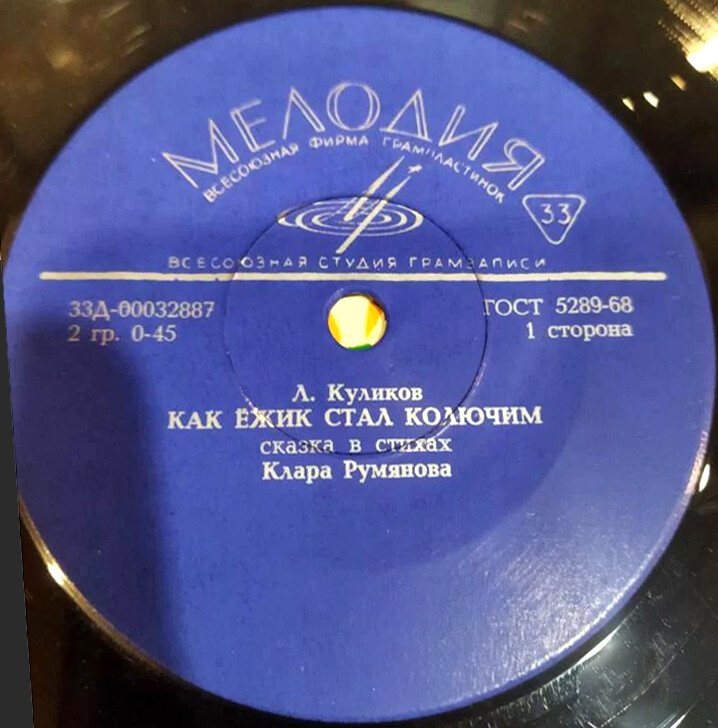 МЕЛОДИЯ
ВСЕСОЮЗНАЯ ФИРМА ГРАМПЛАСТИНОК
33
ВСЕСОЮЗНАЯ СТУДИЯ ГРАМЗАПИСИ
33Д-00032887
ГОСТ 5289-68
2 гр. 0-45
1 сторона
Л. Куликов
КАК ЁЖИК СТАЛ КОЛЮЧИМ
сказка в стихах
Клара Румянова